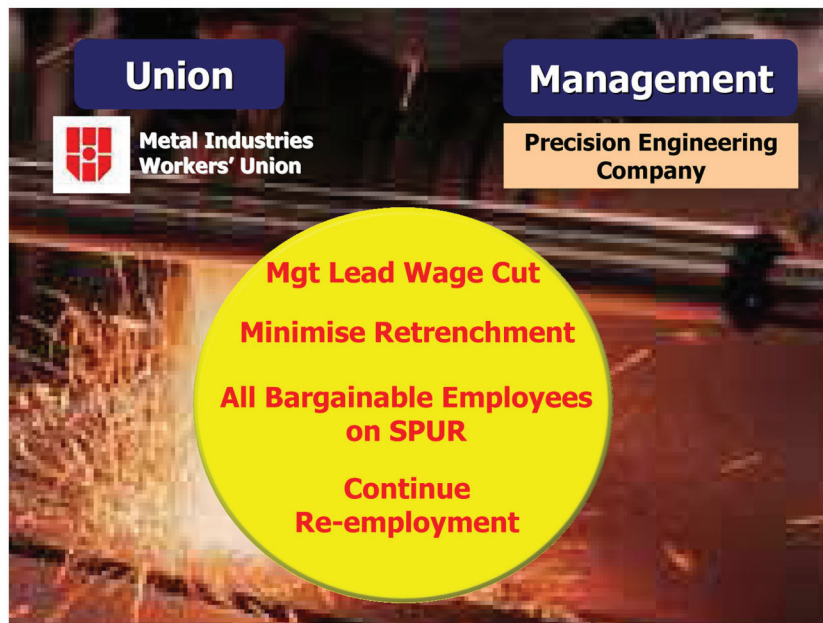 Union
Management
Metal Industries
Workers' Union
Precision Engineering
Company
Mgt Lead Wage Cut
Minimise Retrenchment
All Bargainable Employees
on SPUR
Continue
Re-employment